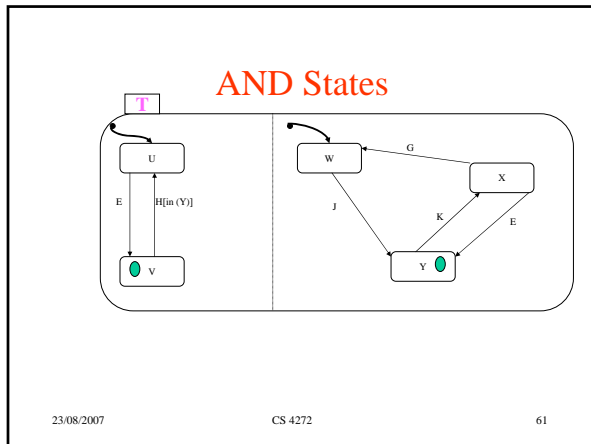 AND States
T
U
W
G
X
E
H[in (Y)]
J
K
E
V
Y
23/08/2007
CS 4272
61